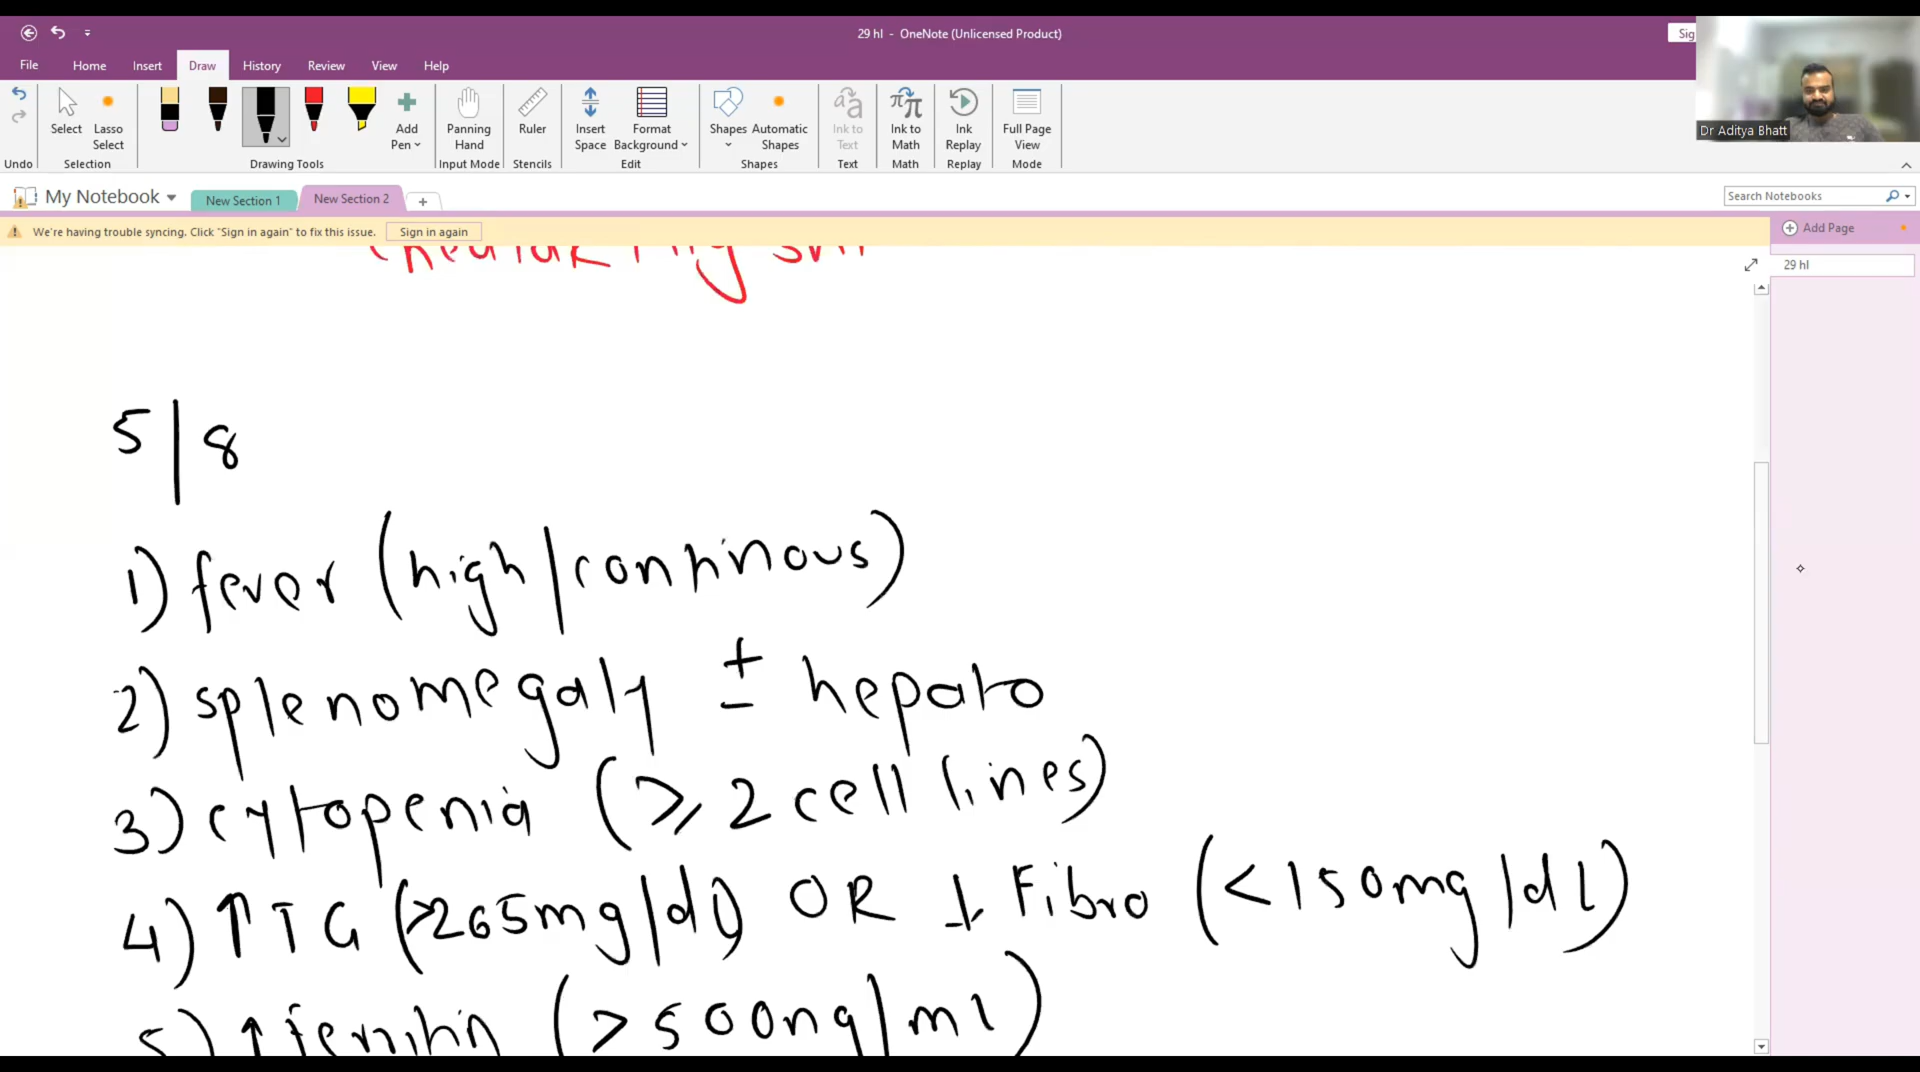 29 hl - OneNote (Unlicensed Product)
Sig
File Home Insert Draw History Review View Help
Undo
Select
Lasso Select
Selection
Add Pen
Drawing Tools
Panning Hand
Input Mode
Ruler
Stencils
Insert Space
Format Background
Edit
Shapes
Automatic Shapes
Shapes
Ink to Text
Text
Ink to Math
Math
Ink Replay
Replay
Full Page View
Mode
Dr Aditya Bhatt
My Notebook New Section 1 New Section 2
Search Notebooks
We're having trouble syncing. Click "Sign in again" to fix this issue. Sign in again
Add Page
29 hl
5|8
1) fever (high/continous)
2) splenomegaly ± hepato
3) cytopenia (≥ 2 cell lines)
4) ↑TG (>265mg/dl) OR ↓ Fibro (<150mg/dl)
5) ↑ferritin (>500ng/ml)